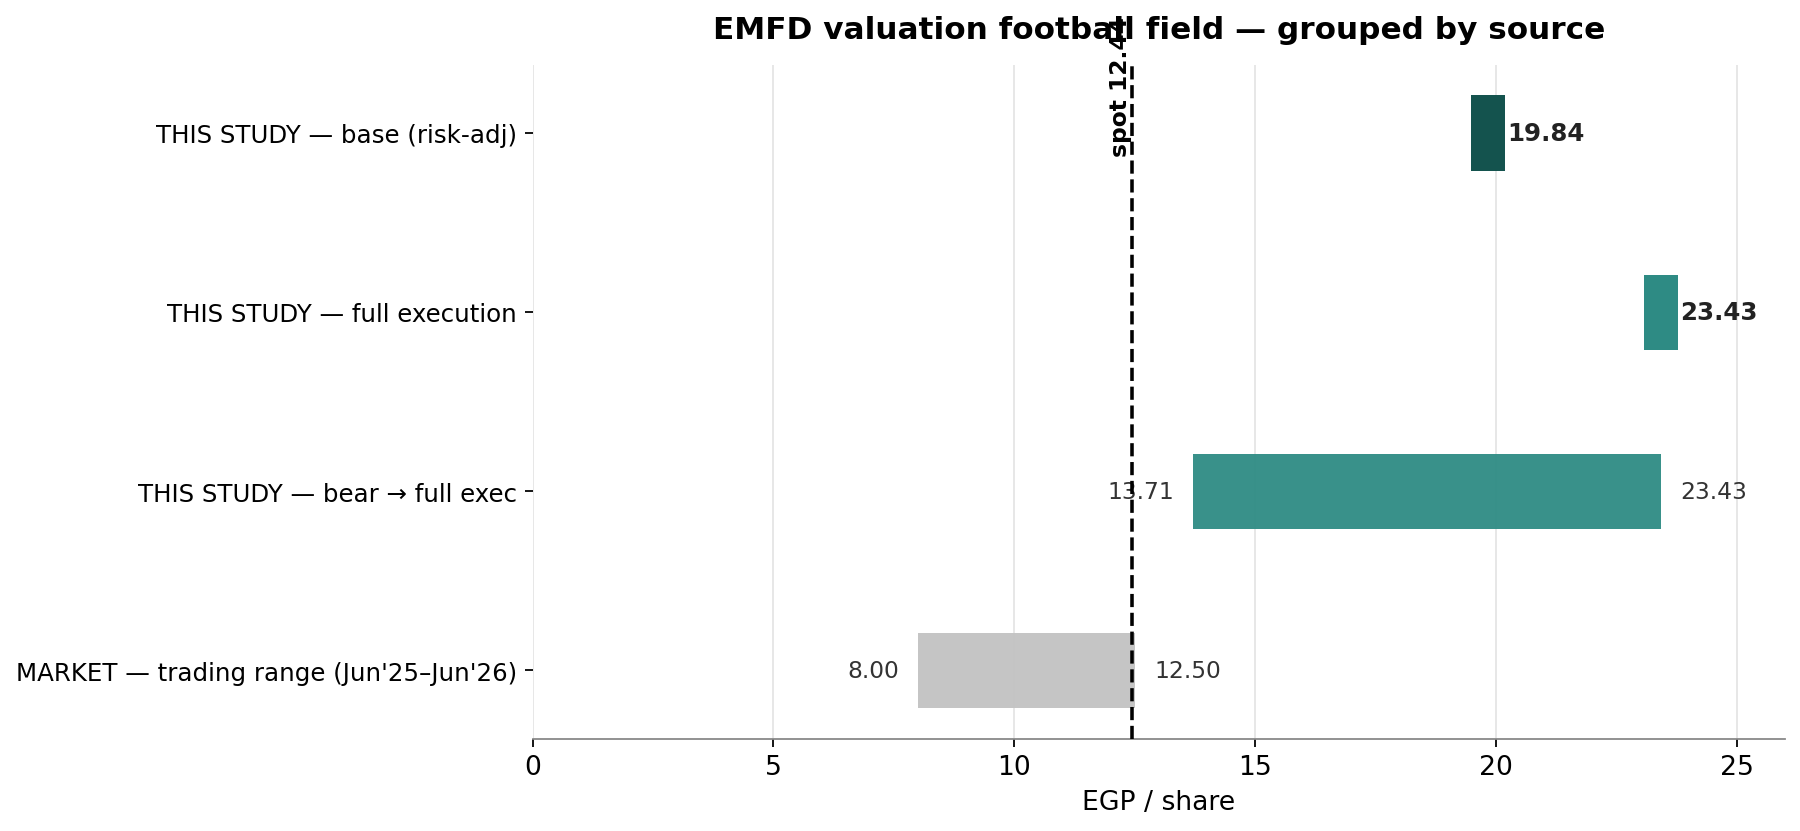 EMFD valuation football field — grouped by source
spot 12.44
THIS STUDY — base (risk-adj)
19.84
THIS STUDY — full execution
23.43
THIS STUDY — bear → full exec
13.71
23.43
MARKET — trading range (Jun'25–Jun'26)
8.00
12.50
0
5
10
15
20
25
EGP / share